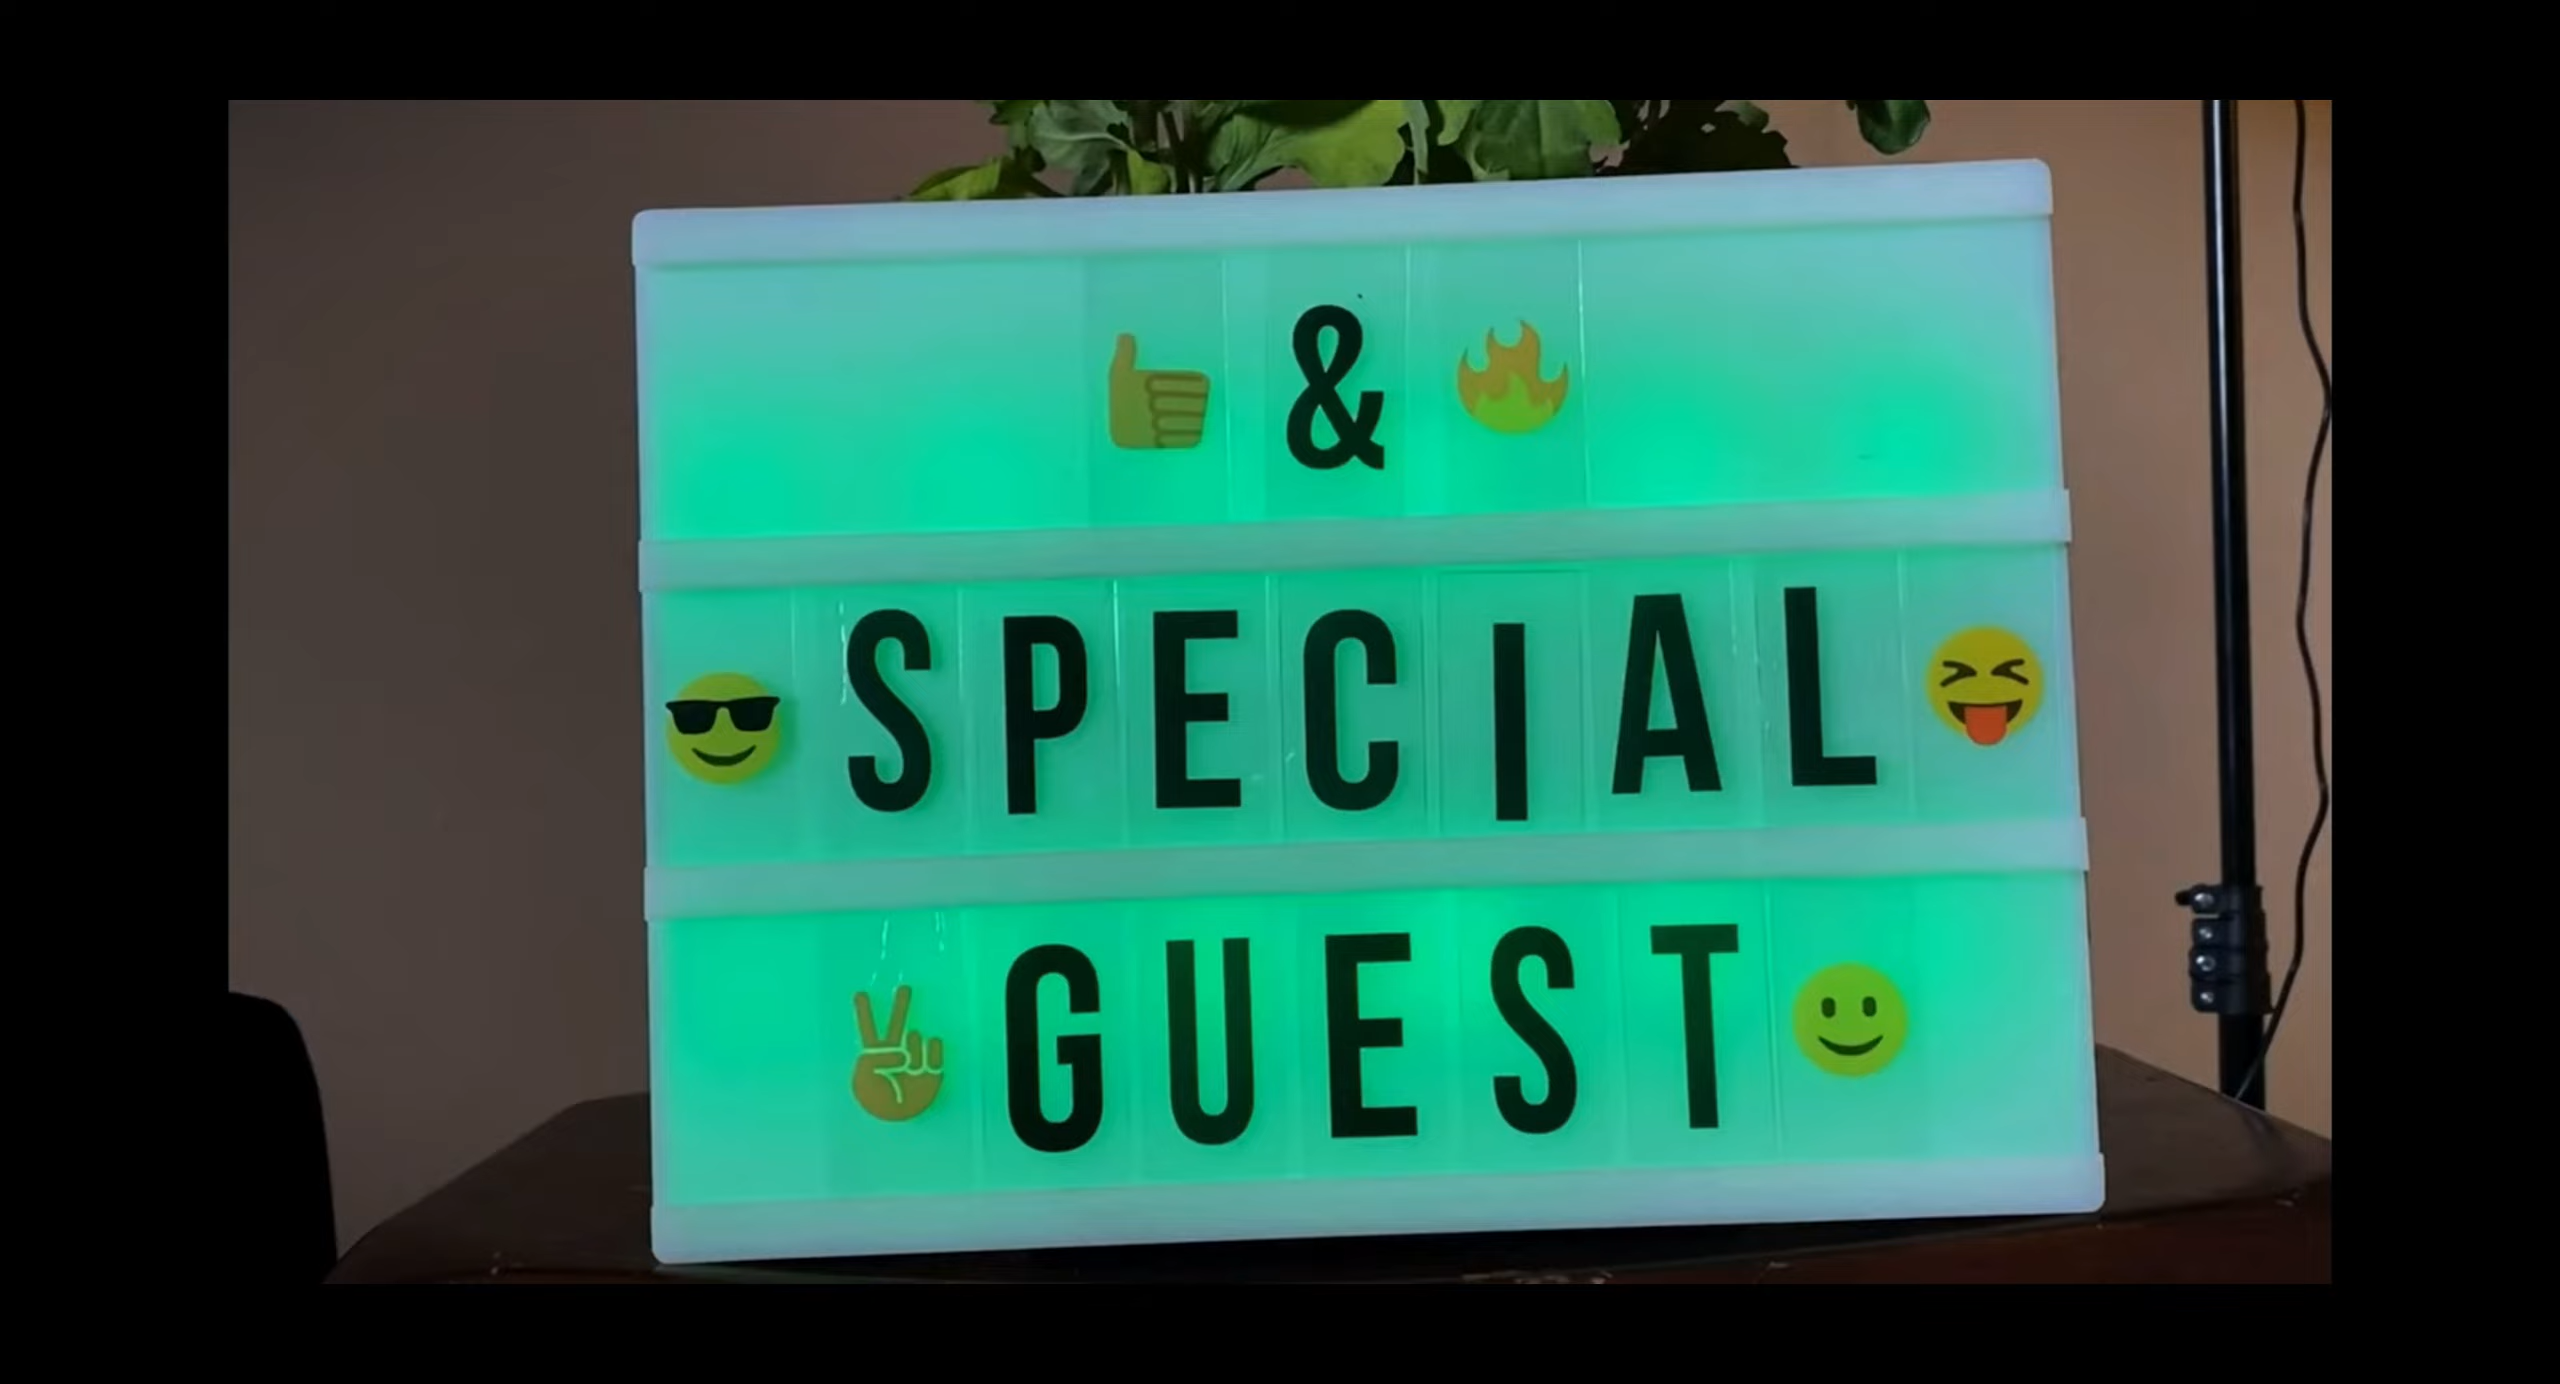 👍 & 🔥
😎 SPECIAL 😝
✌ GUEST 🙂